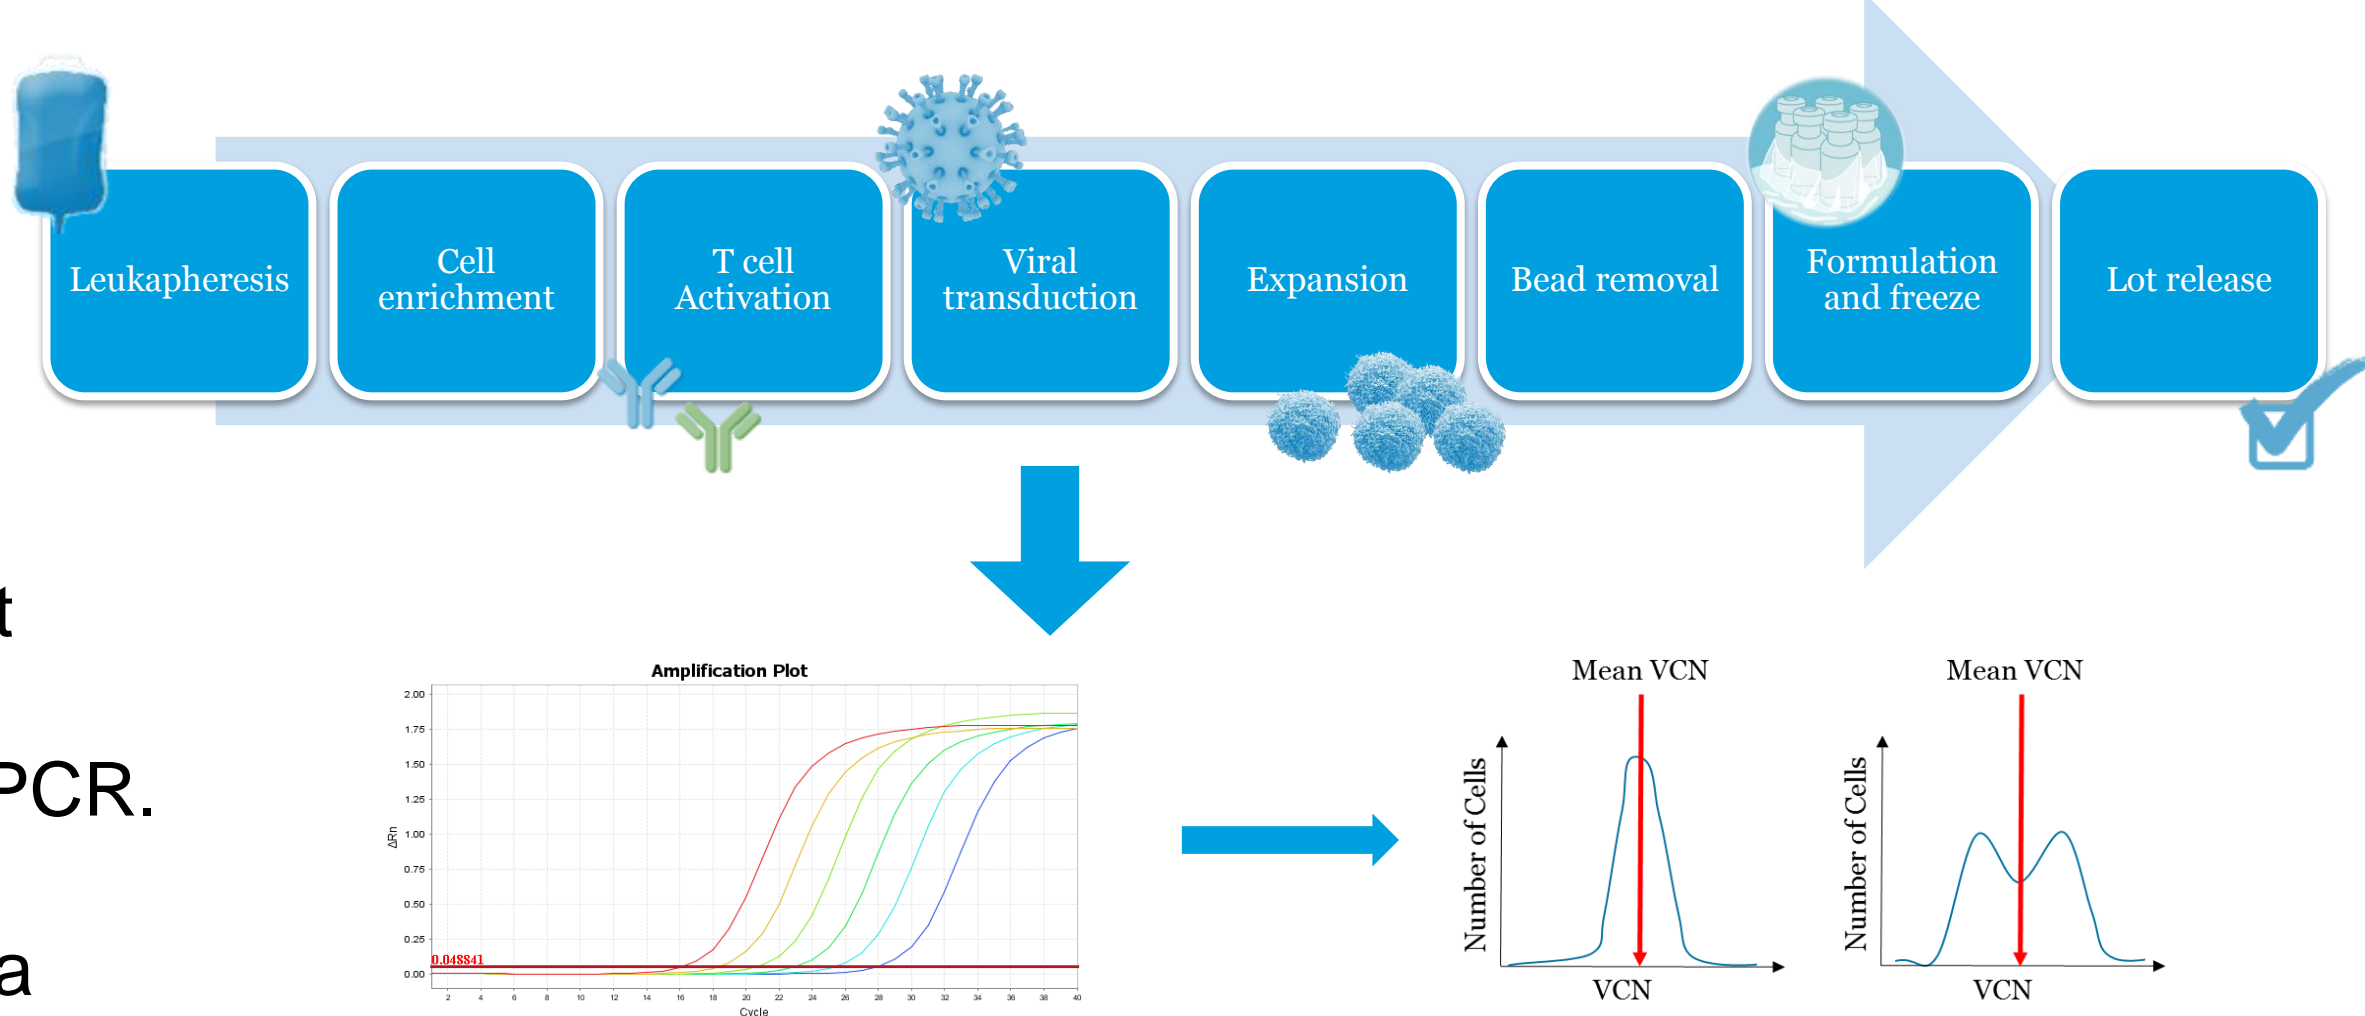 Leukapheresis
Cell
enrichment
T cell
Activation
Viral
transduction
Expansion
Bead removal
Formulation
and freeze
Lot release
t
PCR.
a
Amplification Plot
2.00
1.75
1.50
1.25
1.00
0.75
0.50
0.25
0.00
ΔRn
0.048841
2 4 6 8 10 12 14 16 18 20 22 24 26 28 30 32 34 36 38 40
Cycle
Mean VCN
Number of Cells
VCN
Mean VCN
Number of Cells
VCN